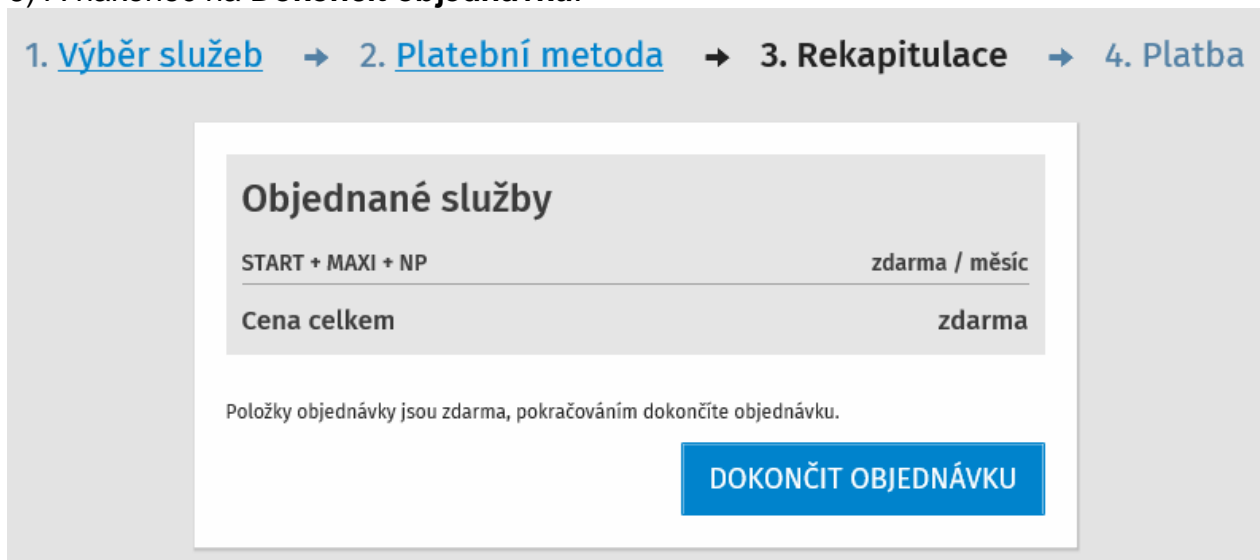 1. Výběr služeb → 2. Platební metoda → 3. Rekapitulace → 4. Platba
Objednané služby
START + MAXI + NP zdarma / měsíc
Cena celkem zdarma
Položky objednávky jsou zdarma, pokračováním dokončíte objednávku.
DOKONČIT OBJEDNÁVKU